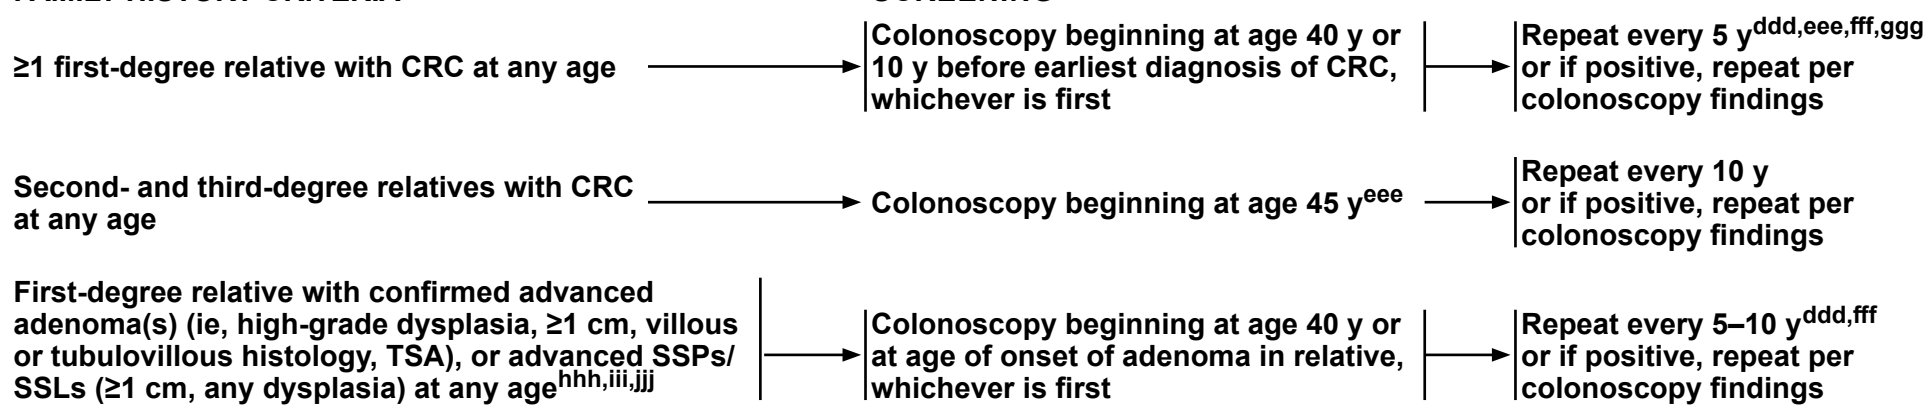 ≥1 first-degree relative with CRC at any age
Colonoscopy beginning at age 40 y or
10 y before earliest diagnosis of CRC,
whichever is first
Repeat every 5 yddd,eee,fff,ggg
or if positive, repeat per
colonoscopy findings
Second- and third-degree relatives with CRC
at any age
Colonoscopy beginning at age 45 yeee
Repeat every 10 y
or if positive, repeat per
colonoscopy findings
First-degree relative with confirmed advanced
adenoma(s) (ie, high-grade dysplasia, ≥1 cm, villous
or tubulovillous histology, TSA), or advanced SSPs/
SSLs (≥1 cm, any dysplasia) at any agehhh,iii,jjj
Colonoscopy beginning at age 40 y or
at age of onset of adenoma in relative,
whichever is first
Repeat every 5–10 yddd,fff
or if positive, repeat per
colonoscopy findings